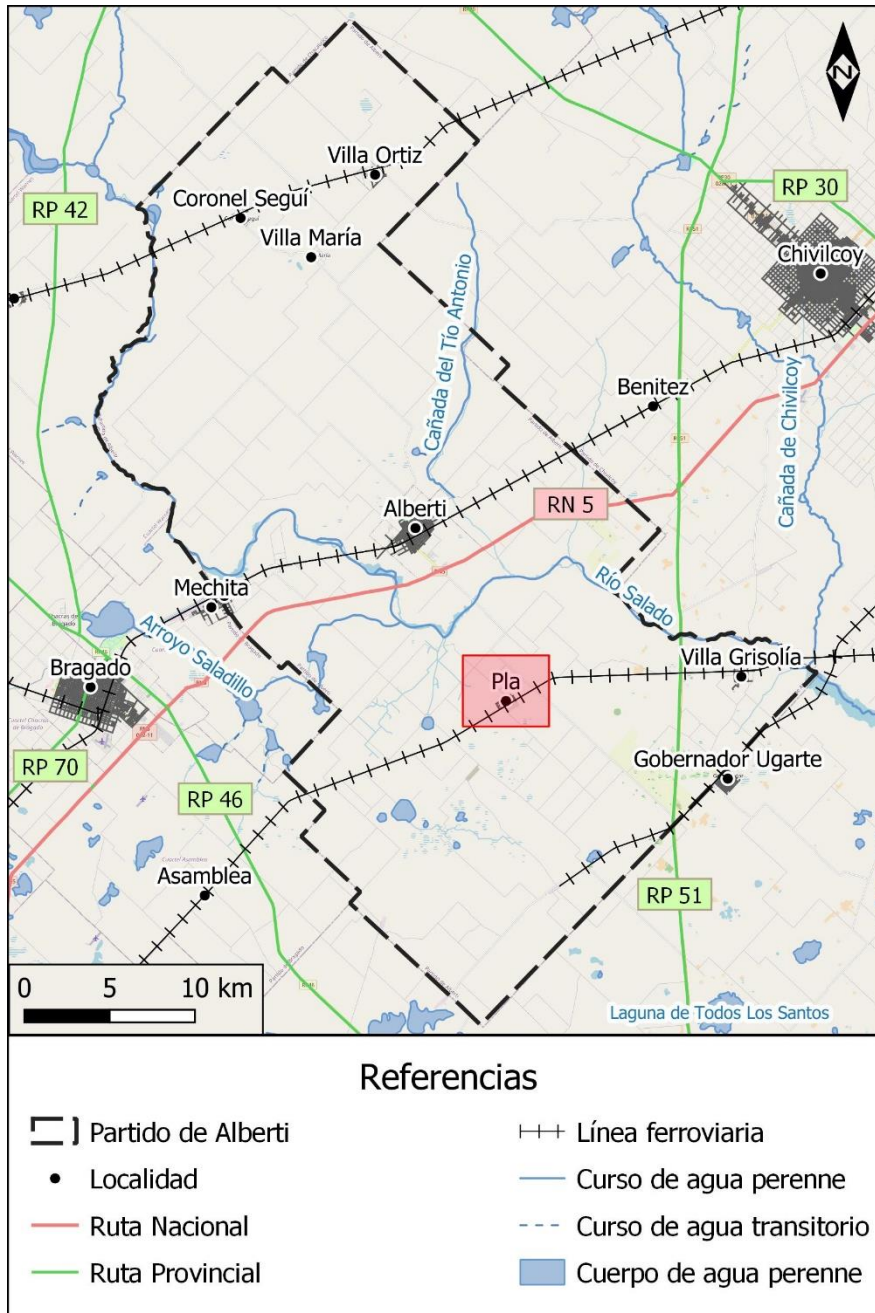 N
Villa Ortiz
Coronel Seguí
RP 42
RP 30
Villa María
Chivilcoy
Cañada del Tío Antonio
Benitez
Cañada de Chivilcoy
Alberti
RN 5
Mechita
Río Salado
Arroyo Saladillo
Bragado
Pla
Villa Grisolía
RP 70
Gobernador Ugarte
RP 46
Asamblea
RP 51
0 5 10 km
Laguna de Todos Los Santos
Referencias
Partido de Alberti
Localidad
Ruta Nacional
Ruta Provincial
Línea ferroviaria
Curso de agua perenne
Curso de agua transitorio
Cuerpo de agua perenne